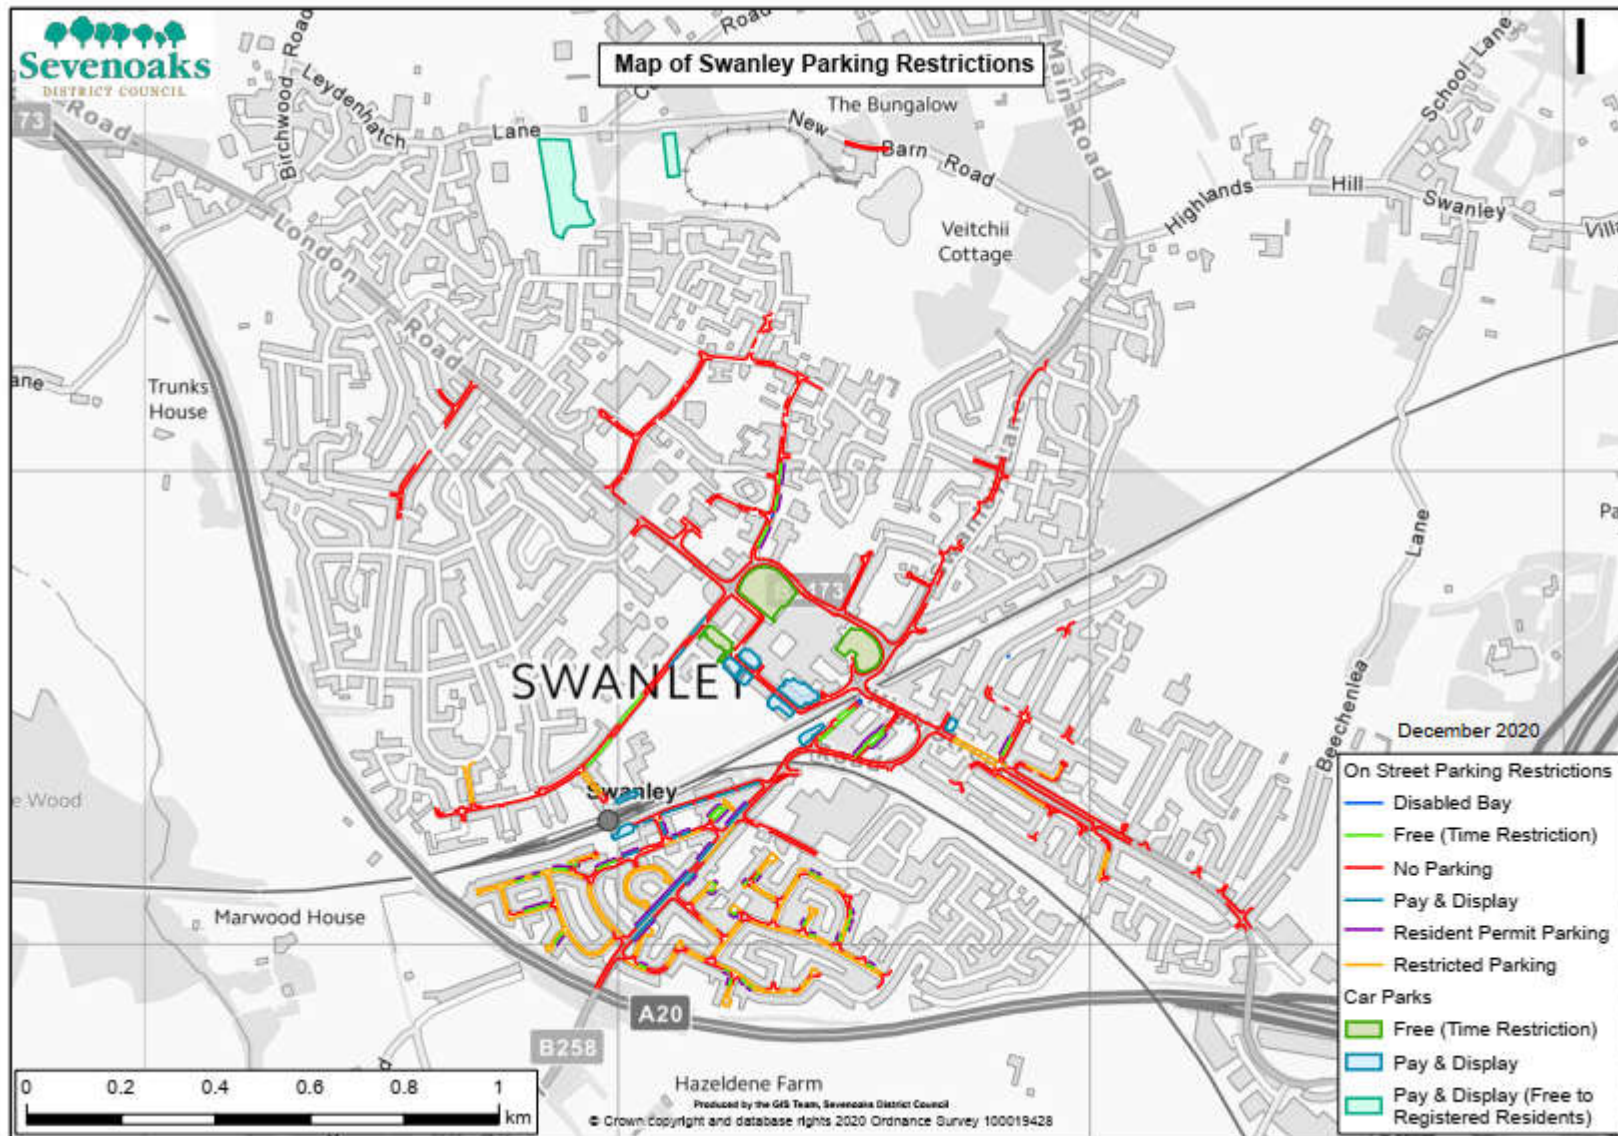 Sevenoaks
DISTRICT COUNCIL
Map of Swanley Parking Restrictions
Road
Birchwood Road
Leydenhatch
Lane
Road
Main Road
School Lane
The Bungalow
New
Barn Road
73
Road
London
Road
Highlands
Hill
Swanley
Veitchii
Cottage
Trunks
House
ane
Lane
SWANLEY
Beechenlea
December 2020
e Wood
Swanley
Marwood House
A20
B258
Hazeldene Farm
On Street Parking Restrictions
Disabled Bay
Free (Time Restriction)
No Parking
Pay & Display
Resident Permit Parking
Restricted Parking
Car Parks
Free (Time Restriction)
Pay & Display
Pay & Display (Free to
Registered Residents)
0 0.2 0.4 0.6 0.8 1
km
Produced by the GIS Team, Sevenoaks District Council
© Crown copyright and database rights 2020 Ordnance Survey 100019428